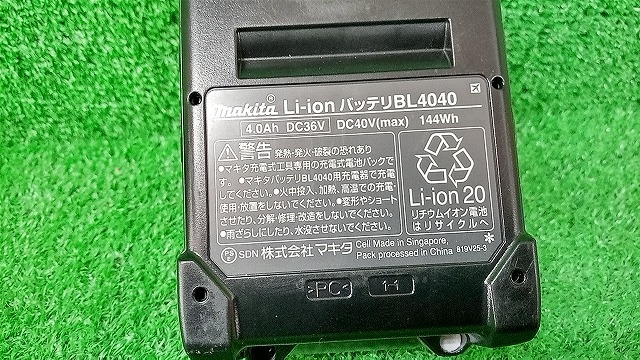 makita® Li-ion バッテリBL4040
4.0Ah DC36V DC40V(max) 144Wh
警告 発熱・発火・破裂の恐れあり
●マキタ充電式工具専用の充電式電池パックで
す。●マキタバッテリBL4040用充電器で充電
してください。●火中投入、加熱、高温での充電・
使用・放置をしないでください。●変形やショート
させたり、分解・修理・改造をしないでください。
●雨ざらしにしたり、水没させないでください。
Li-ion 20
リチウムイオン電池
はリサイクルへ
PS E SDN 株式会社マキタ
Cell Made in Singapore,
Pack processed in China
819V25-3 *
>PC<
1-1